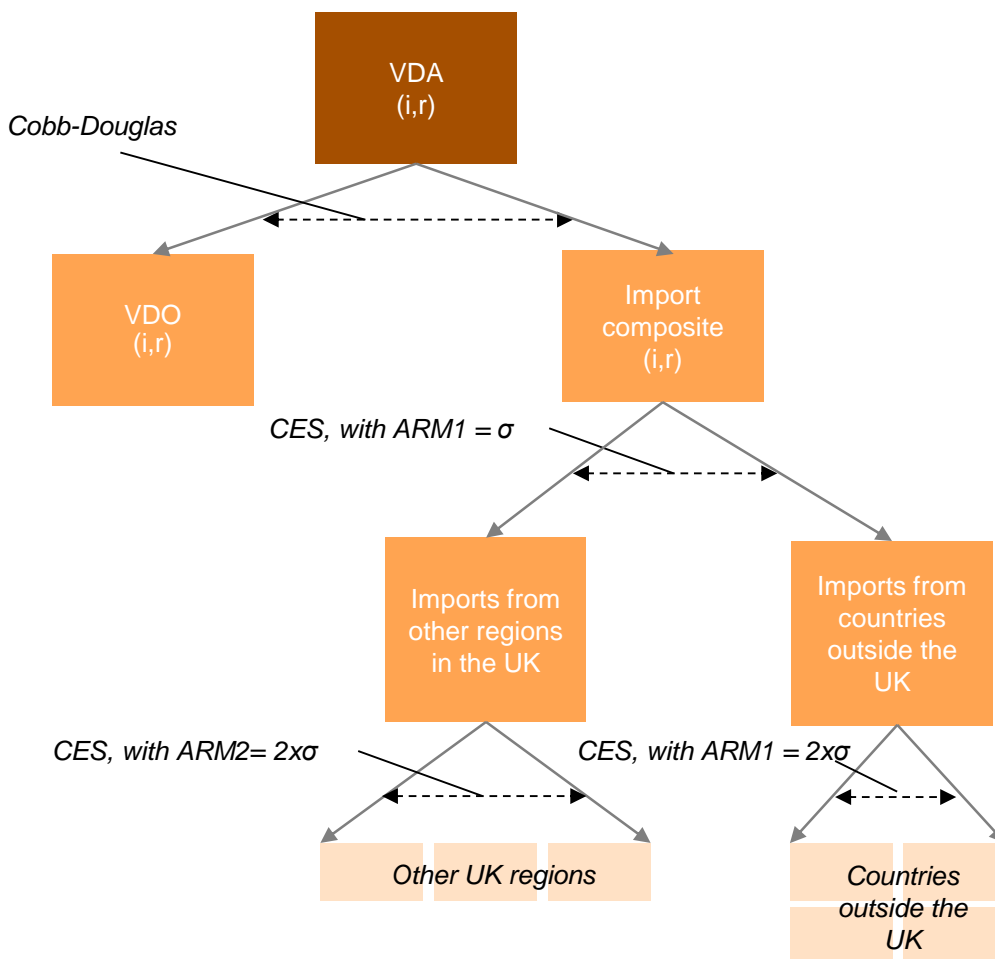 VDA
(i,r)
Cobb-Douglas
VDO
(i,r)
Import
composite
(i,r)
CES, with ARM1 = σ
Imports from
other regions
in the UK
Imports from
countries
outside the
UK
CES, with ARM2= 2xσ
CES, with ARM1 = 2xσ
Other UK regions
Countries
outside the
UK